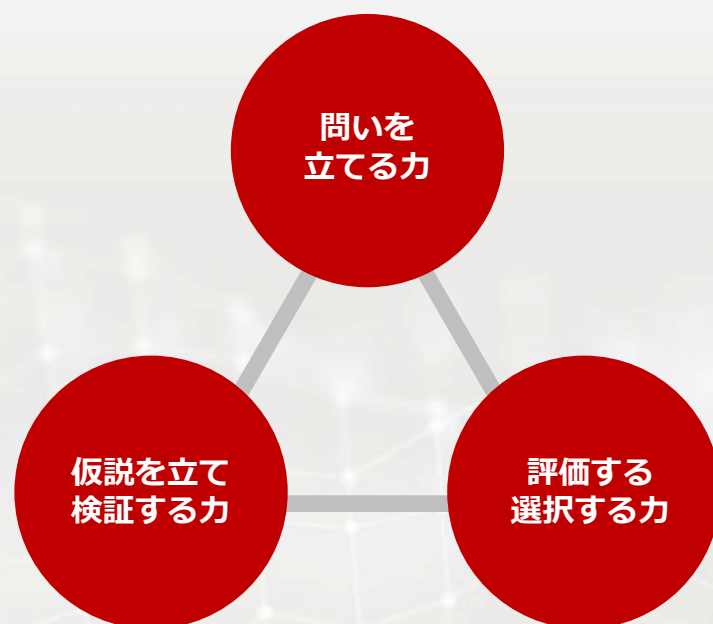 問いを
立てる力
仮説を立て
検証する力
評価する
選択する力